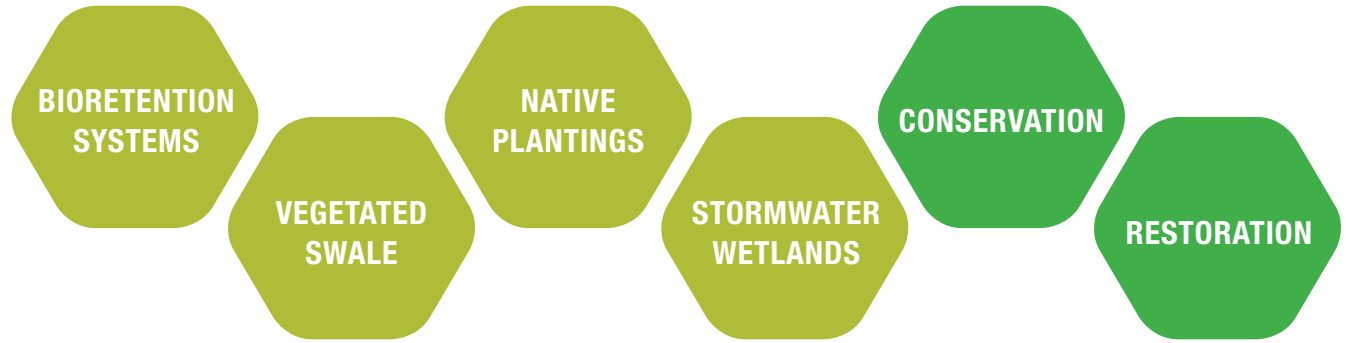 BIORETENTION
SYSTEMS
VEGETATED
SWALE
NATIVE
PLANTINGS
STORMWATER
WETLANDS
CONSERVATION
RESTORATION